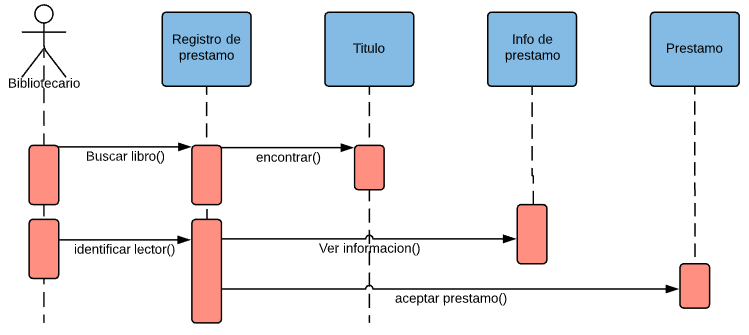 Registro de
prestamo
Titulo
Info de
prestamo
Prestamo
Bibliotecario
Buscar libro()
encontrar()
identificar lector()
Ver informacion()
aceptar prestamo()